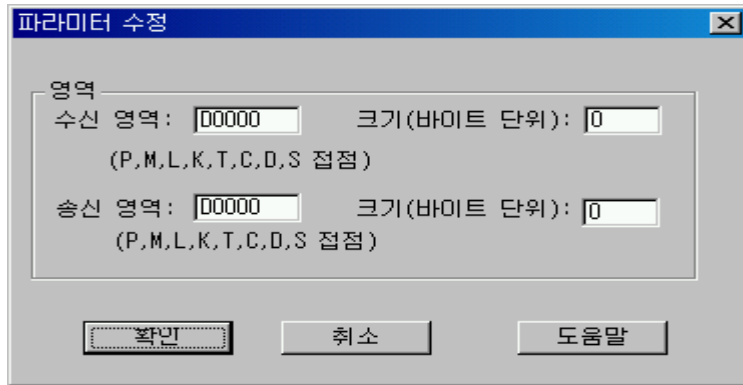 파라미터 수정
영역
수신 영역: D0000 크기(바이트 단위): 0
(P,M,L,K,T,C,D,S 접점)
송신 영역: D0000 크기(바이트 단위): 0
(P,M,L,K,T,C,D,S 접점)
확인 취소 도움말